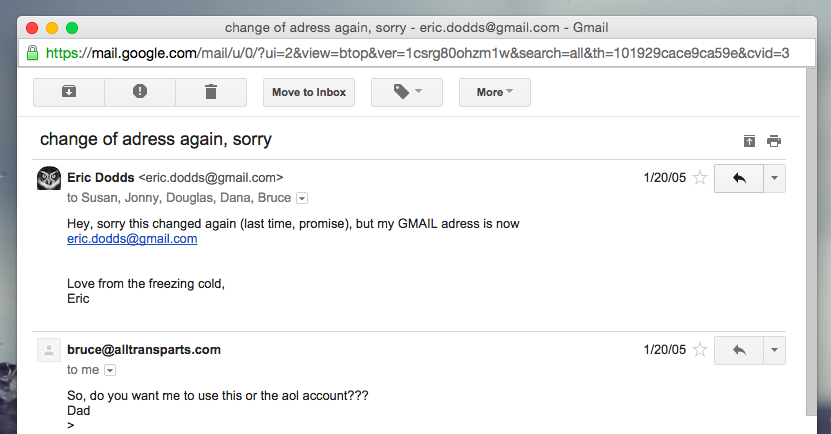 change of adress again, sorry - eric.dodds@gmail.com - Gmail
https://mail.google.com/mail/u/0/?ui=2&view=btop&ver=1csrg80ohzm1w&search=all&th=101929cace9ca59e&cvid=3
Move to Inbox More
change of adress again, sorry
Eric Dodds <eric.dodds@gmail.com> 1/20/05
to Susan, Jonny, Douglas, Dana, Bruce
Hey, sorry this changed again (last time, promise), but my GMAIL adress is now
eric.dodds@gmail.com
Love from the freezing cold,
Eric
bruce@alltransparts.com 1/20/05
to me
So, do you want me to use this or the aol account???
Dad
>